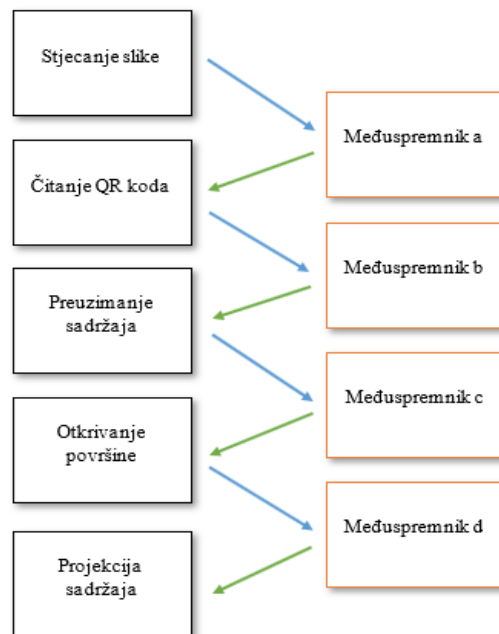 Stjecanje slike
Međuspremnik a
Čitanje QR koda
Međuspremnik b
Preuzimanje
sadržaja
Međuspremnik c
Otkrivanje
površine
Međuspremnik d
Projekcija
sadržaja